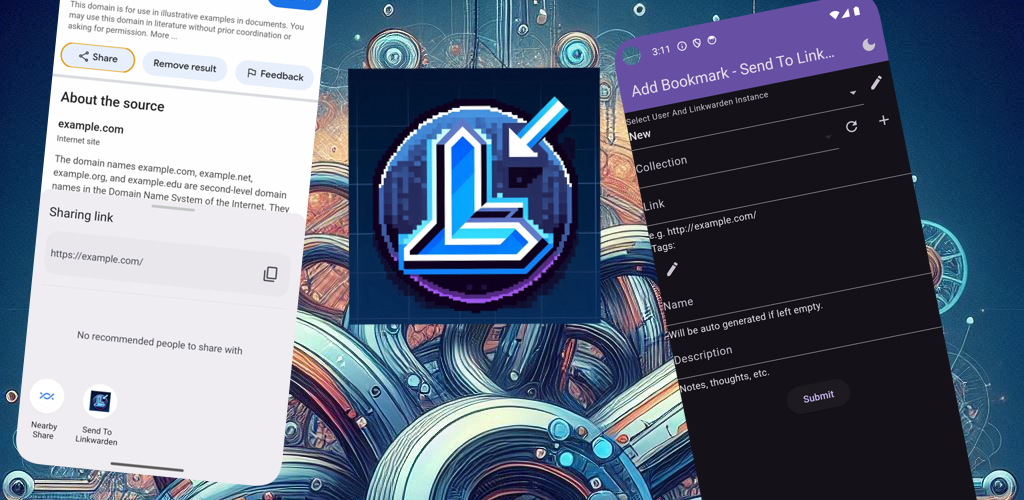 This domain is for use in illustrative examples in documents. You
may use this domain in literature without prior coordination or
asking for permission. More ...
Share
Remove result
Feedback
About the source
example.com
Internet site
The domain names example.com, example.net,
example.org, and example.edu are second-level domain
names in the Domain Name System of the Internet. They
Sharing link
https://example.com/
No recommended people to share with
Nearby
Share
Send To
Linkwarden
L
3:11
Add Bookmark - Send To Link...
Select User And Linkwarden Instance
New
Collection
Link
e.g. http://example.com/
Tags:
Name
Will be auto generated if left empty.
Description
Notes, thoughts, etc.
Submit